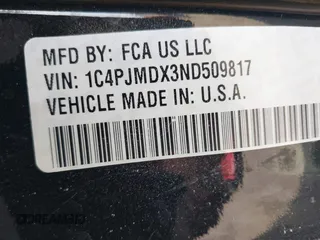 MFD BY: FCA US LLC
VIN: 1C4PJMDX3ND509817
VEHICLE MADE IN: U.S.A.